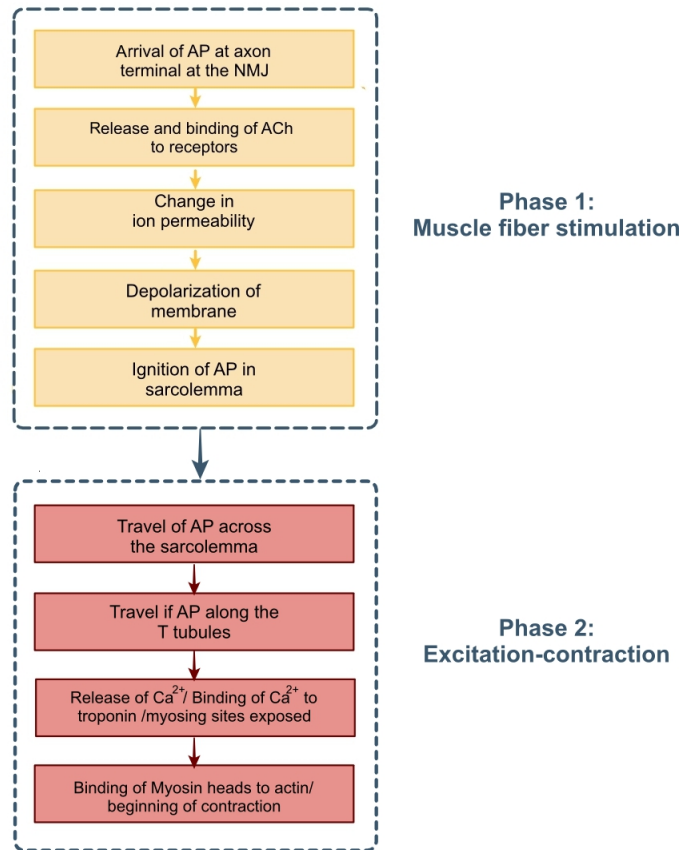 Arrival of AP at axon
terminal at the NMJ
Release and binding of ACh
to receptors
Change in
ion permeability
Depolarization of
membrane
Ignition of AP in
sarcolemma
Phase 1:
Muscle fiber stimulation
Travel of AP across
the sarcolemma
Travel if AP along the
T tubules
Release of Ca²⁺/ Binding of Ca²⁺ to
troponin /myosing sites exposed
Binding of Myosin heads to actin/
beginning of contraction
Phase 2:
Excitation-contraction